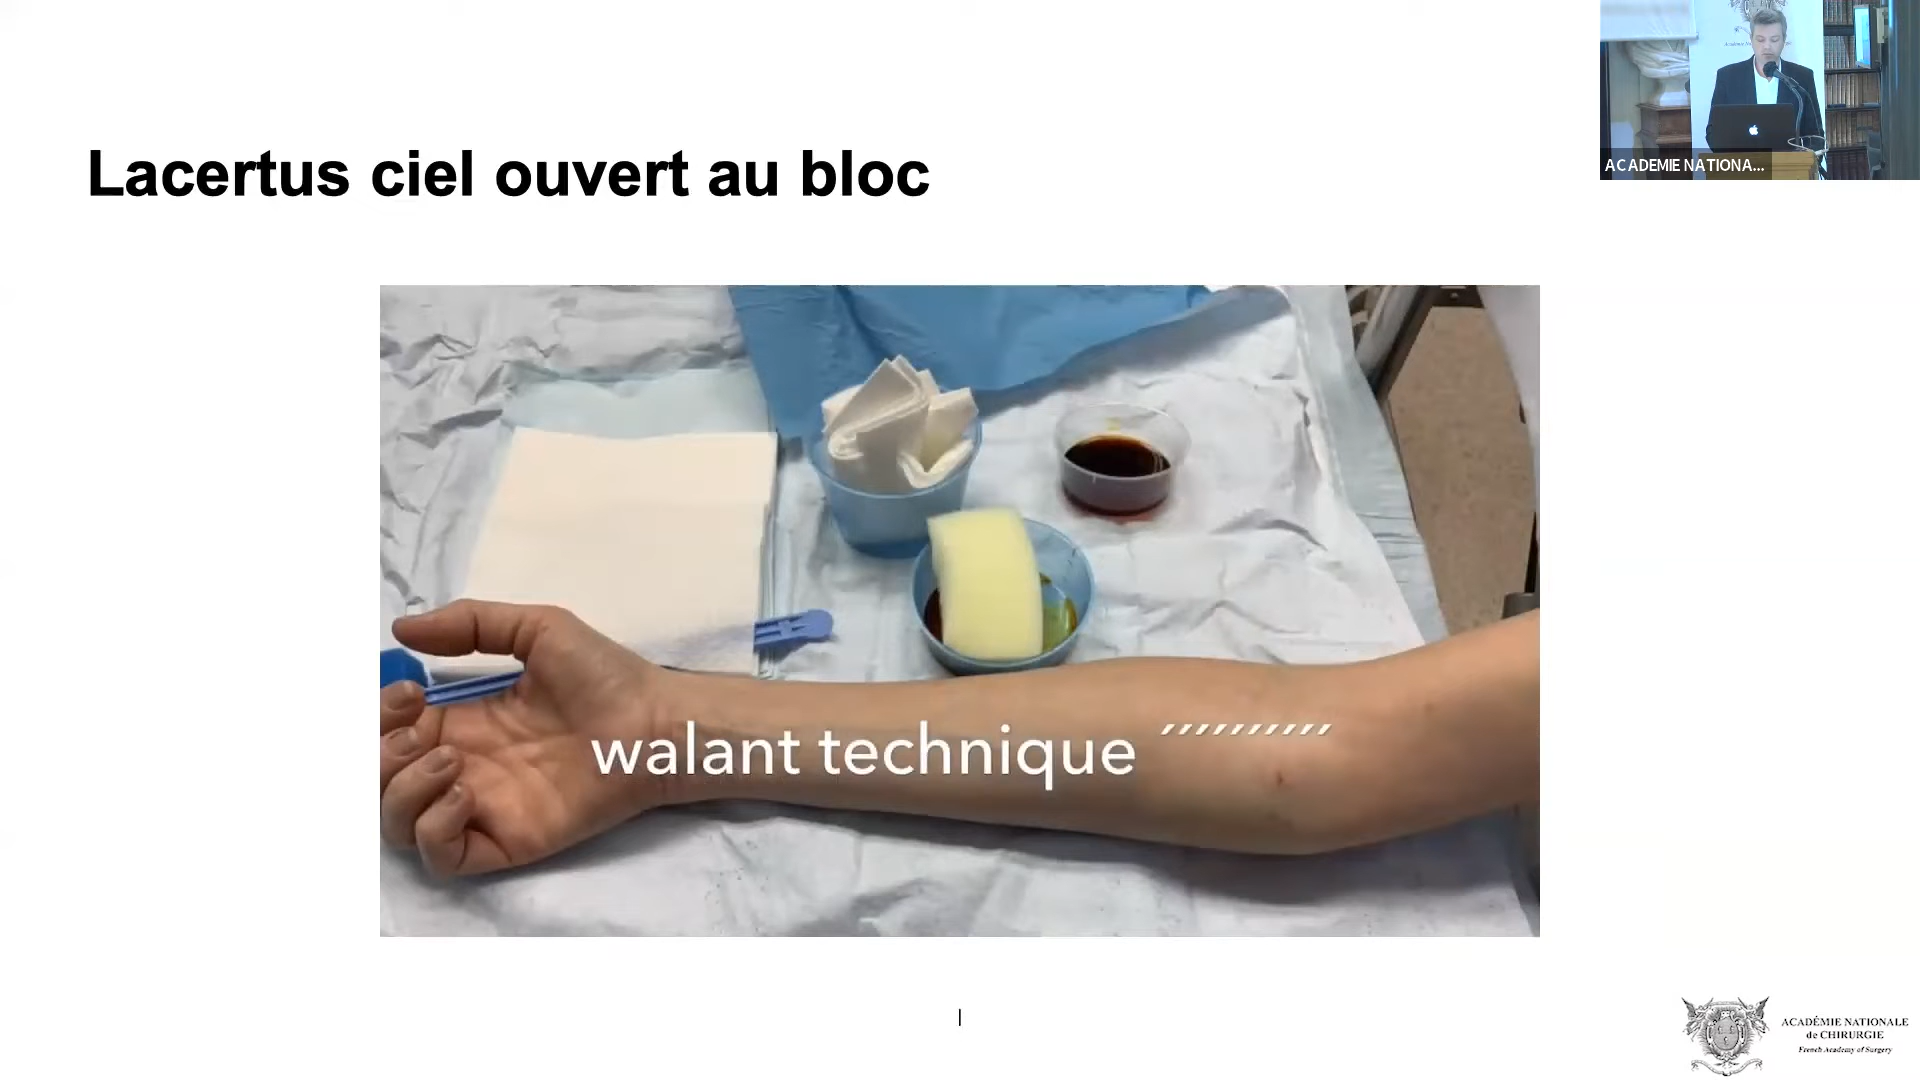 Lacertus ciel ouvert au bloc
ACADEMIE NATIONA...
walant technique
ACADÉMIE NATIONALE
de CHIRURGIE
French Academy of Surgery